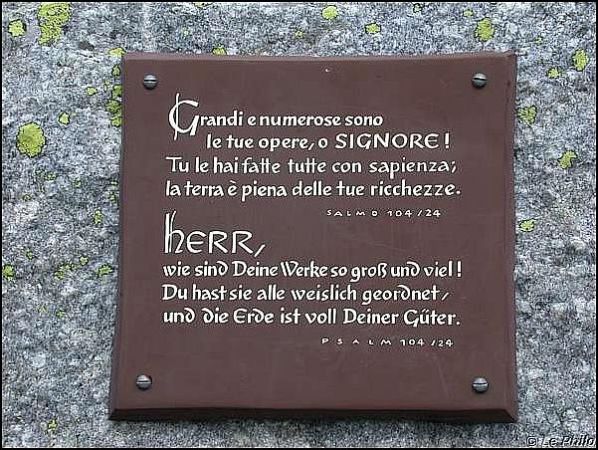 Grandi e numerose sono
le tue opere, o SIGNORE!
Tu le hai fatte tutte con sapienza;
la terra è piena delle tue ricchezze.
SALMO 104/24
HERR,
wie sind Deine Werke so groß und viel!
Du hast sie alle weislich geordnet,
und die Erde ist voll Deiner Güter.
PSALM 104/24
© Le Philo